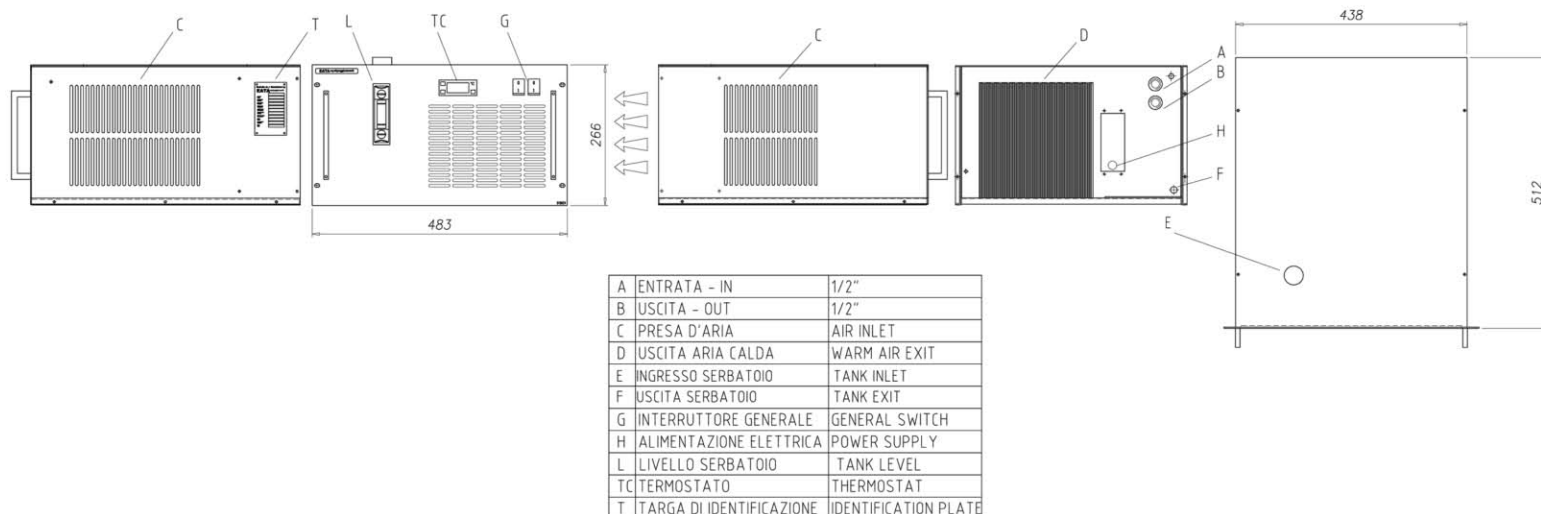 C
T
L
TC
G
C
D
A
B
H
F
E
438
512
266
483
A ENTRATA - IN 1/2"
B USCITA - OUT 1/2"
C PRESA D'ARIA AIR INLET
D USCITA ARIA CALDA WARM AIR EXIT
E INGRESSO SERBATOIO TANK INLET
F USCITA SERBATOIO TANK EXIT
G INTERRUTTORE GENERALE GENERAL SWITCH
H ALIMENTAZIONE ELETTRICA POWER SUPPLY
L LIVELLO SERBATOIO TANK LEVEL
TC TERMOSTATO THERMOSTAT
T TARGA DI IDENTIFICAZIONE IDENTIFICATION PLATE